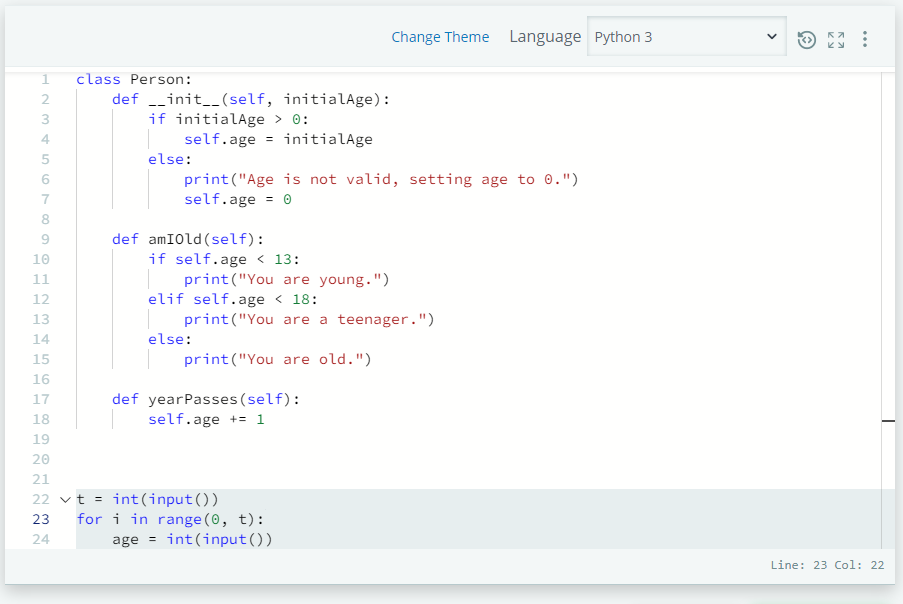 Change Theme Language Python 3
1 class Person:
2 def __init__(self, initialAge):
3 if initialAge > 0:
4 self.age = initialAge
5 else:
6 print("Age is not valid, setting age to 0.")
7 self.age = 0
8
9 def amIOld(self):
10 if self.age < 13:
11 print("You are young.")
12 elif self.age < 18:
13 print("You are a teenager.")
14 else:
15 print("You are old.")
16
17 def yearPasses(self):
18 self.age += 1
19
20
21
22 t = int(input())
23 for i in range(0, t):
24 age = int(input())
Line: 23 Col: 22